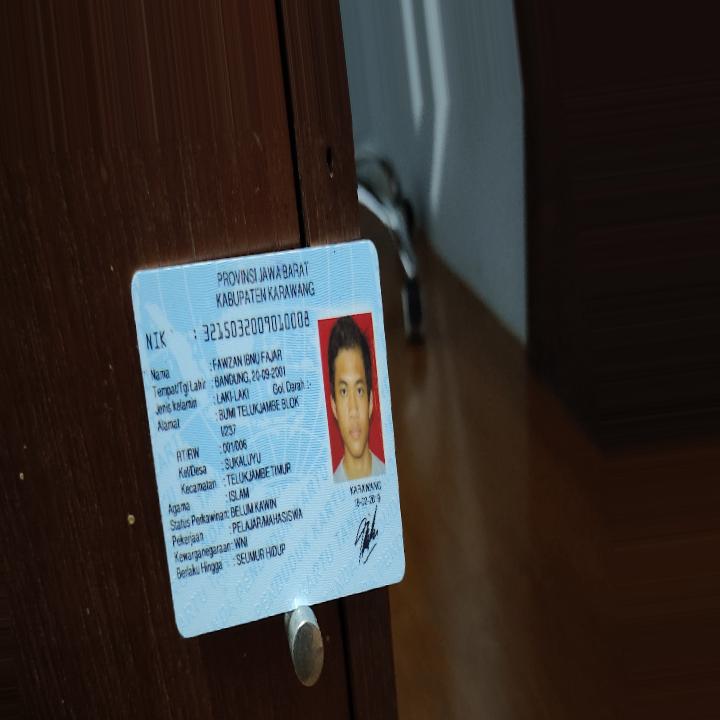 PROVINSI JAWA BARAT
KABUPATEN KARAWANG
NIK : 3215032009010008
Nama : FAWZAN IBNU FAJAR
Tempat/Tgl Lahir : BANDUNG, 20-09-2001
Jenis kelamin : LAKI-LAKI Gol. Darah :-
Alamat : BUMI TELUKJAMBE BLOK
I/237
RT/RW : 001/006
Kel/Desa : SUKALUYU
Kecamatan : TELUKJAMBE TIMUR
Agama : ISLAM
Status Perkawinan: BELUM KAWIN
Pekerjaan : PELAJAR/MAHASISWA
Kewarganegaraan: WNI
Berlaku Hingga : SEUMUR HIDUP
KARAWANG